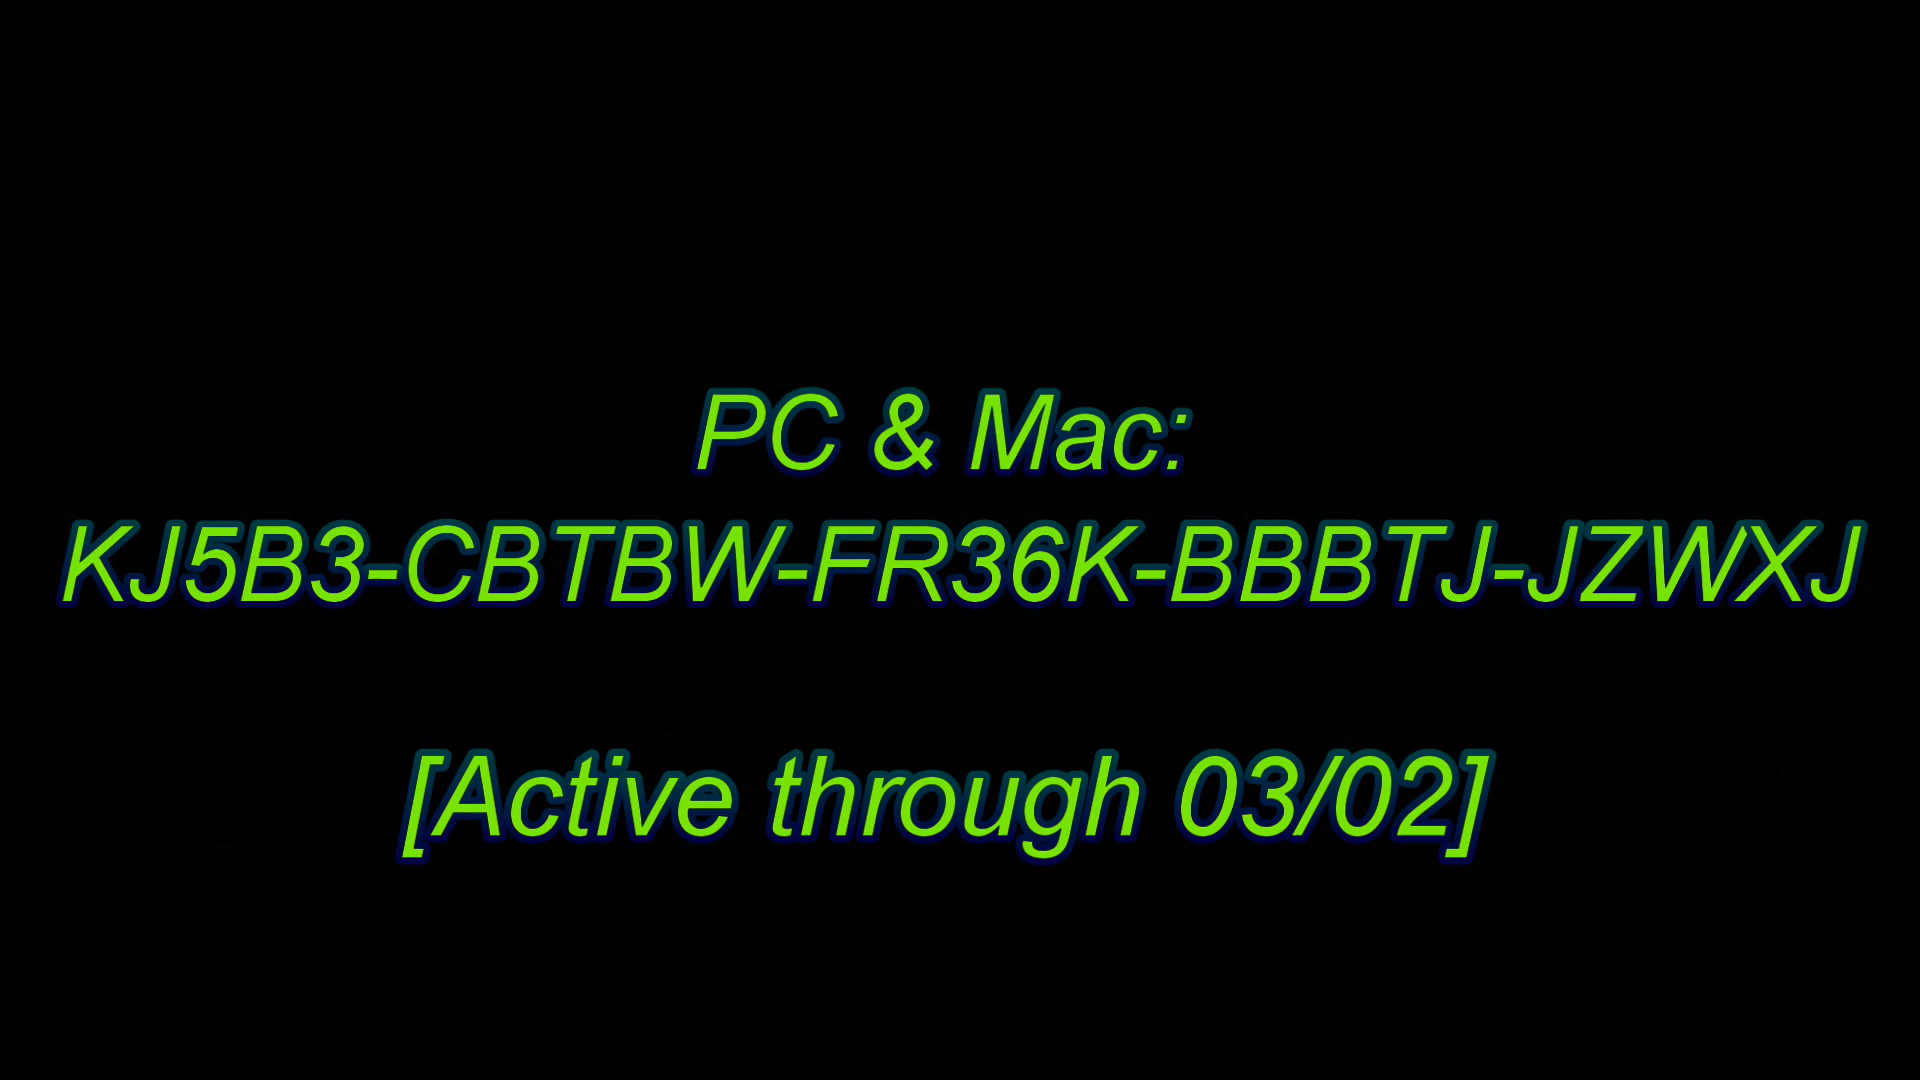 PC & Mac:
KJ5B3-CBTBW-FR36K-BBBTJ-JZWXJ
[Active through 03/02]